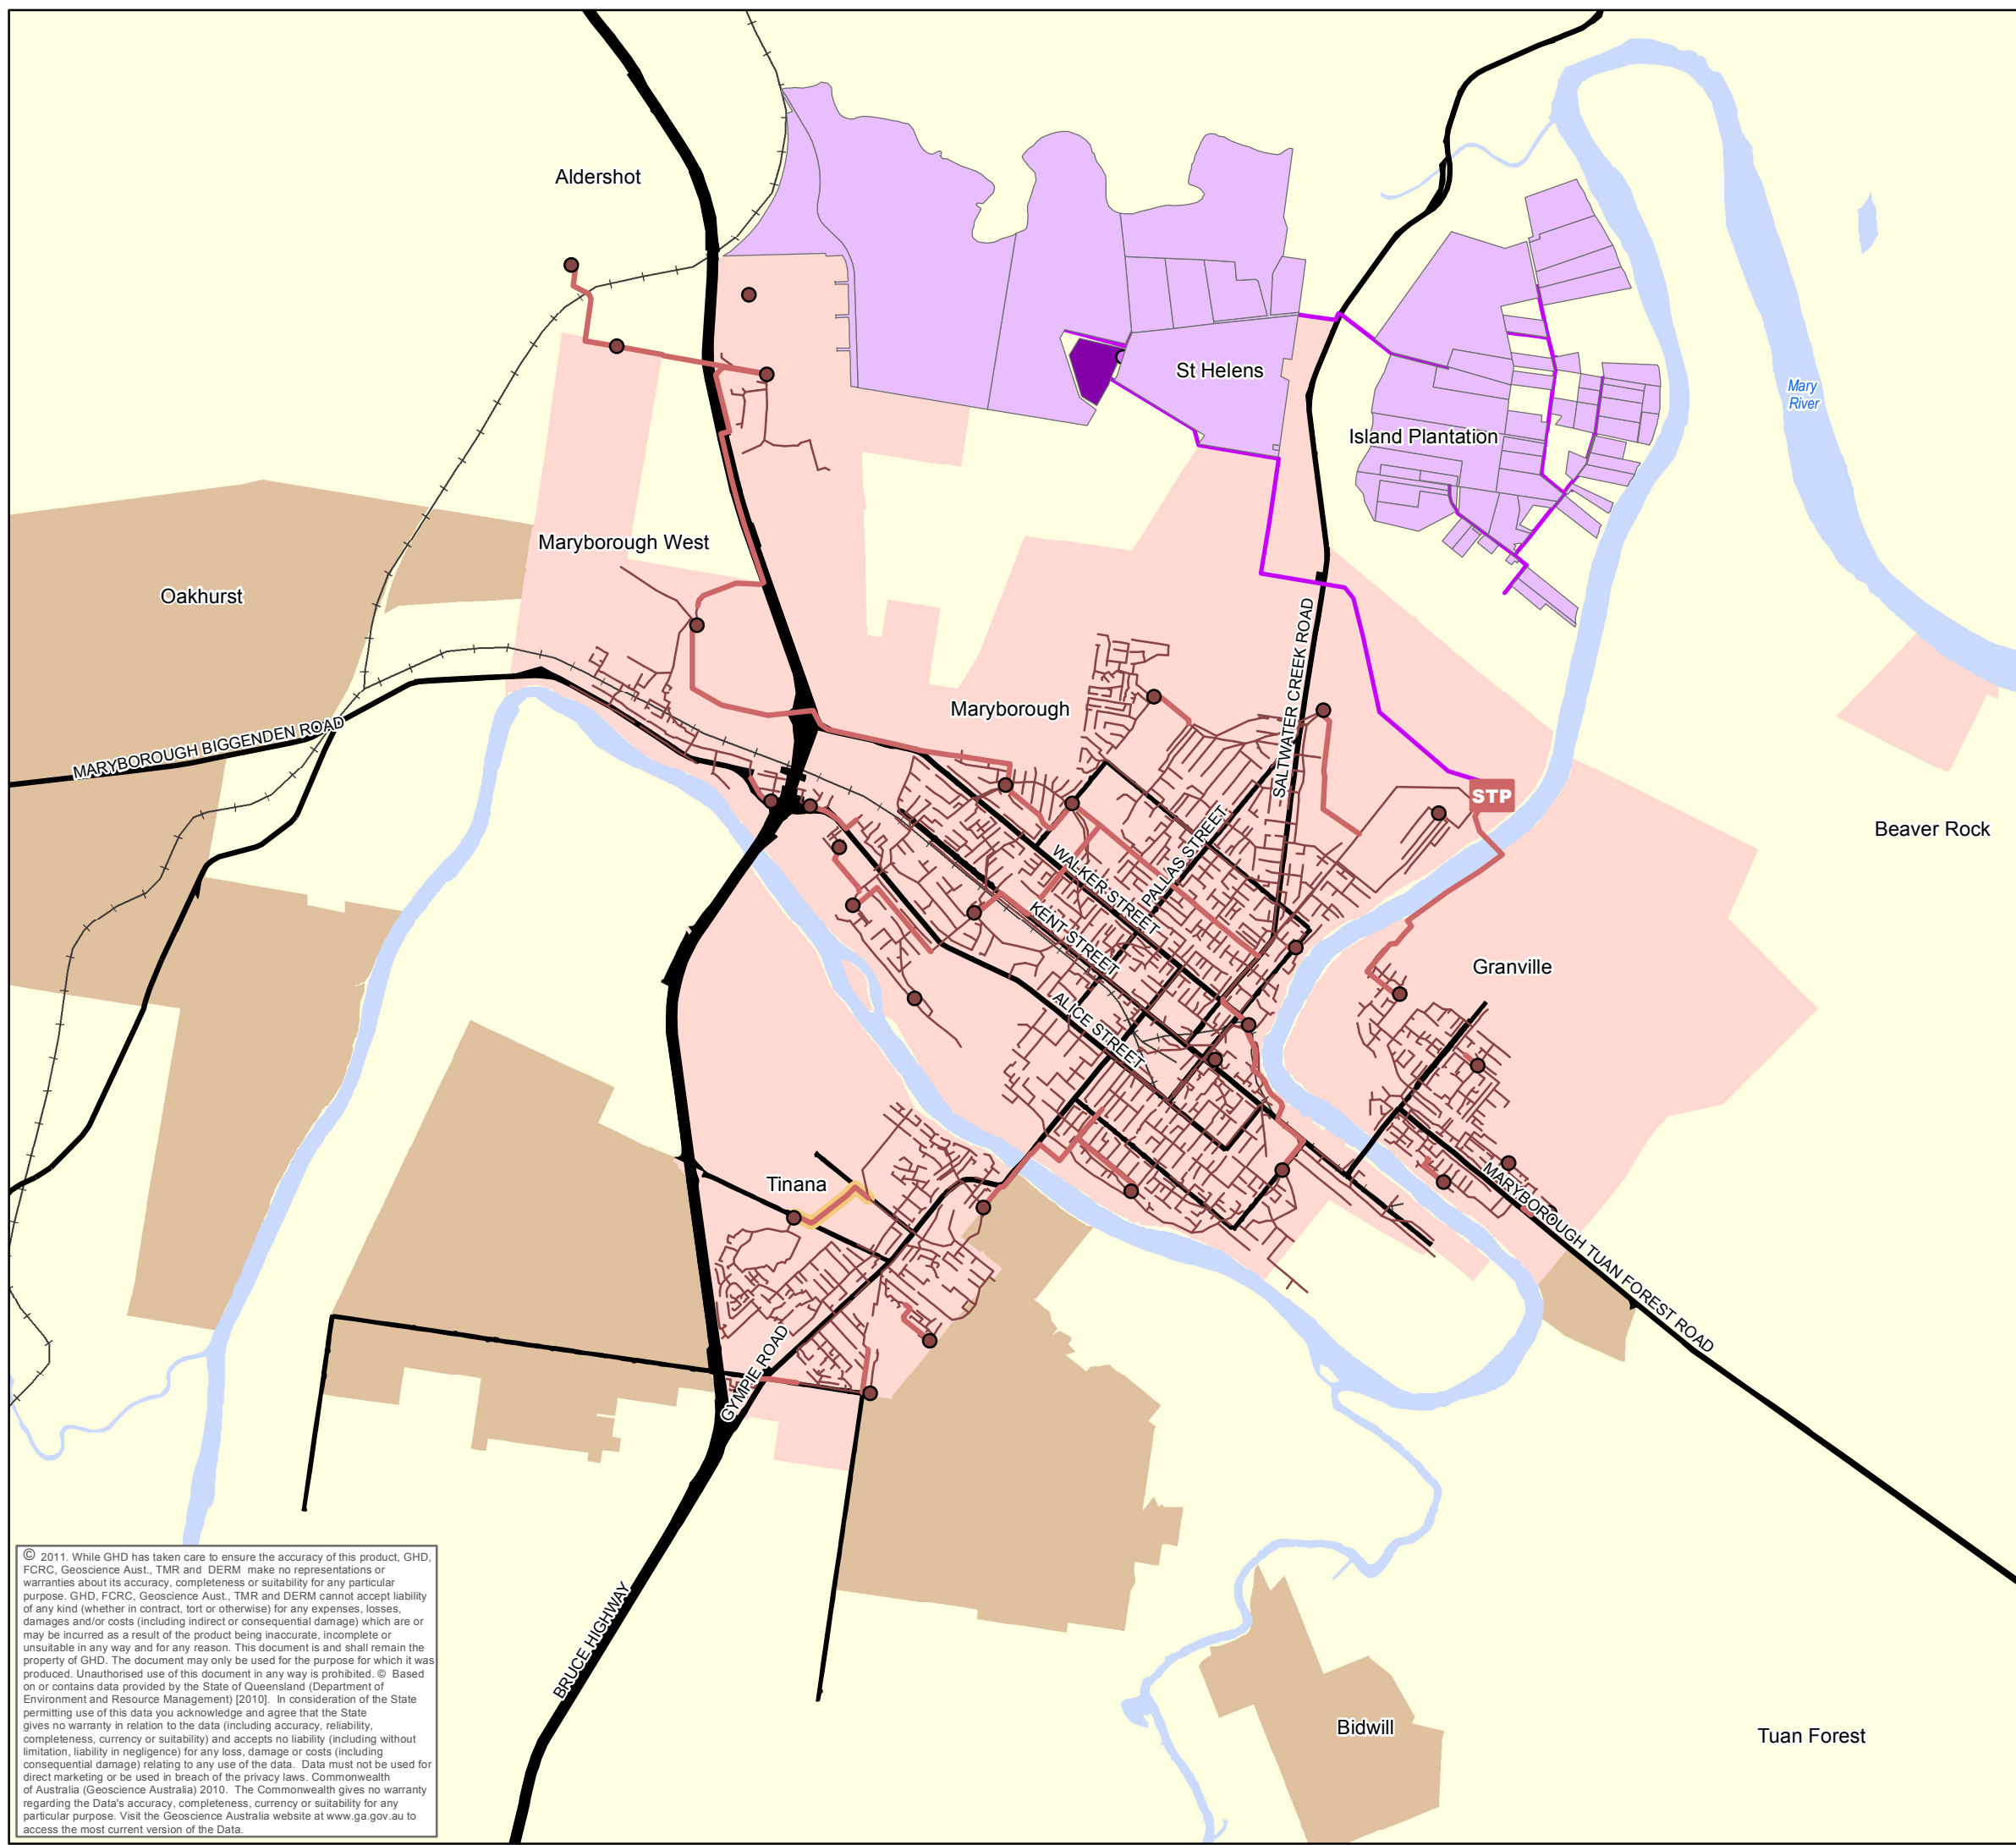 Aldershot
St Helens
Mary
River
Island Plantation
Maryborough West
Oakhurst
SALTWATER CREEK ROAD
Maryborough
MARYBOROUGH BIGGENDEN ROAD
STP
Beaver Rock
PALLAS STREET
WALKER STREET
KENT STREET
Granville
ALICE STREET
Tinana
MARYBOROUGH TUAN FOREST ROAD
GYMPIE ROAD
BRUCE HIGHWAY
Bidwill
Tuan Forest
© 2011. While GHD has taken care to ensure the accuracy of this product, GHD,
FCRC, Geoscience Aust., TMR and DERM make no representations or
warranties about its accuracy, completeness or suitability for any particular
purpose. GHD, FCRC, Geoscience Aust., TMR and DERM cannot accept liability
of any kind (whether in contract, tort or otherwise) for any expenses, losses,
damages and/or costs (including indirect or consequential damage) which are or
may be incurred as a result of the product being inaccurate, incomplete or
unsuitable in any way and for any reason. This document is and shall remain the
property of GHD. The document may only be used for the purpose for which it was
produced. Unauthorised use of this document in any way is prohibited. © Based
on or contains data provided by the State of Queensland (Department of
Environment and Resource Management) [2010]. In consideration of the State
permitting use of this data you acknowledge and agree that the State
gives no warranty in relation to the data (including accuracy, reliability,
completeness, currency or suitability) and accepts no liability (including without
limitation, liability in negligence) for any loss, damage or costs (including
consequential damage) relating to any use of the data. Data must not be used for
direct marketing or be used in breach of the privacy laws. Commonwealth
of Australia (Geoscience Australia) 2010. The Commonwealth gives no warranty
regarding the Data's accuracy, completeness, currency or suitability for any
particular purpose. Visit the Geoscience Australia website at www.ga.gov.au to
access the most current version of the Data.